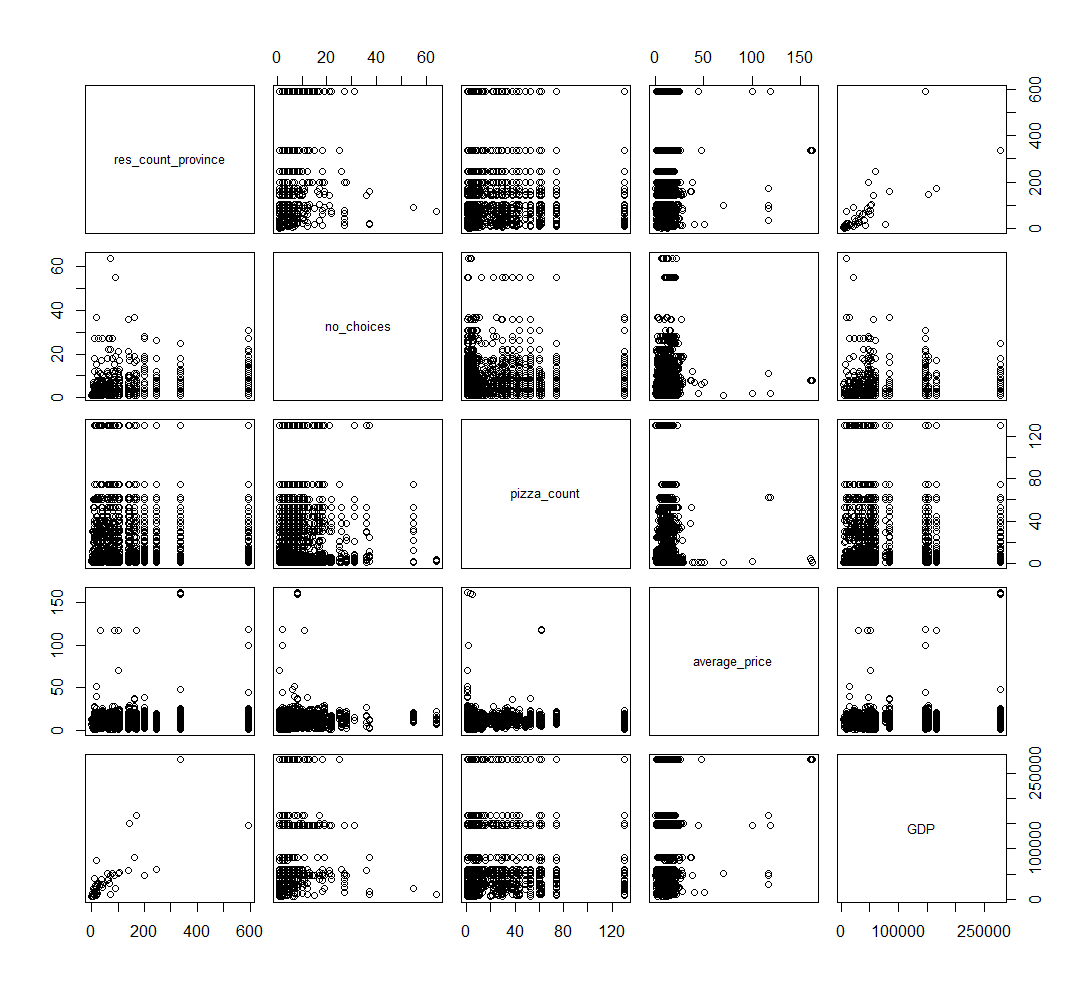 0 20 40 60 0 50 150
res_count_province 0 200 400 600
0 20 40 60 no_choices
pizza_count 0 40 80 120
0 50 100 150 average_price
GDP 0 100000 250000
0 200 400 600 0 40 80 120 0 100000 250000